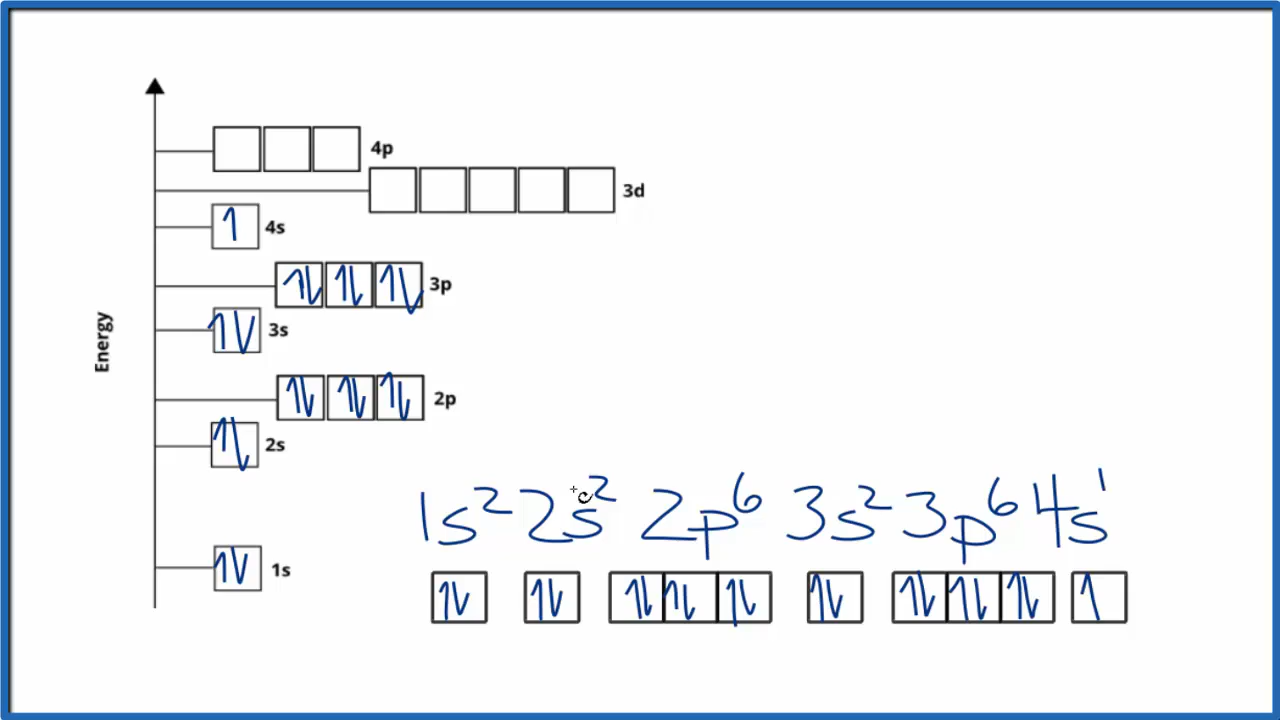 4p
3d
4s
3p
3s
Energy
2p
2s
1s² 2s² 2p⁶ 3s² 3p⁶ 4s¹
1s